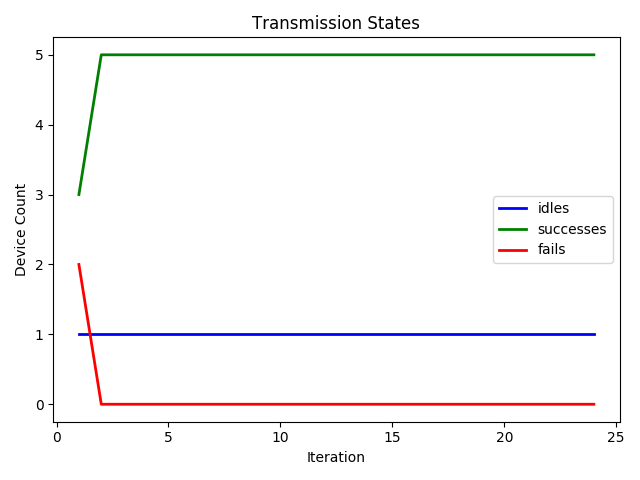 Transmission States
Device Count
5
4
3
2
1
0
idles
successes
fails
0 5 10 15 20 25
Iteration